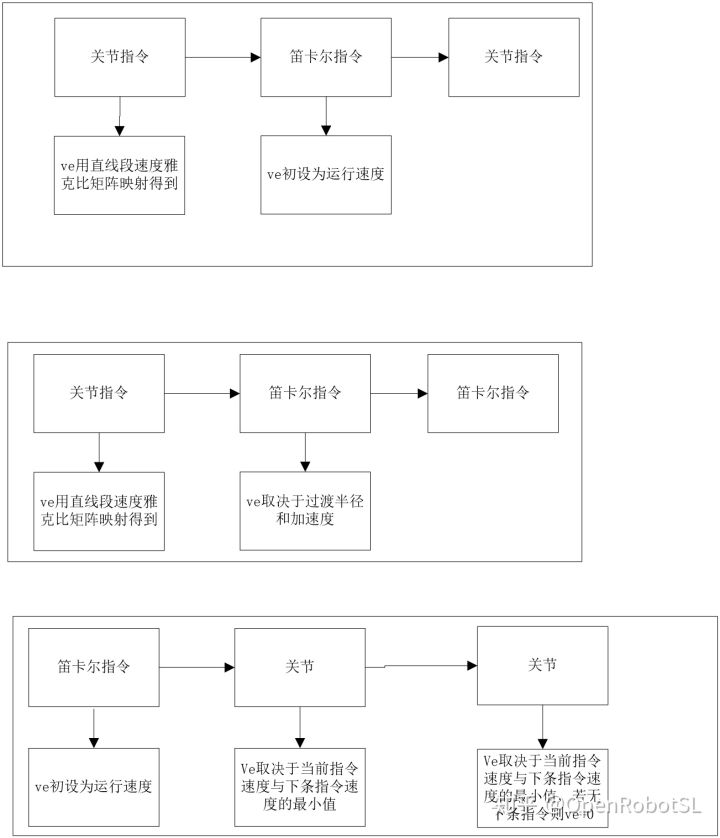 关节指令
笛卡尔指令
关节指令
ve用直线段速度雅
克比矩阵映射得到
ve初设为运行速度
关节指令
笛卡尔指令
笛卡尔指令
ve用直线段速度雅
克比矩阵映射得到
ve取决于过渡半径
和加速度
笛卡尔指令
关节
关节
ve初设为运行速度
Ve取决于当前指令
速度与下条指令速
度的最小值
Ve取决于当前指令
速度与下条指令速
度的最小值，若无
下条指令则ve=0
知乎 @OpenRobotSL